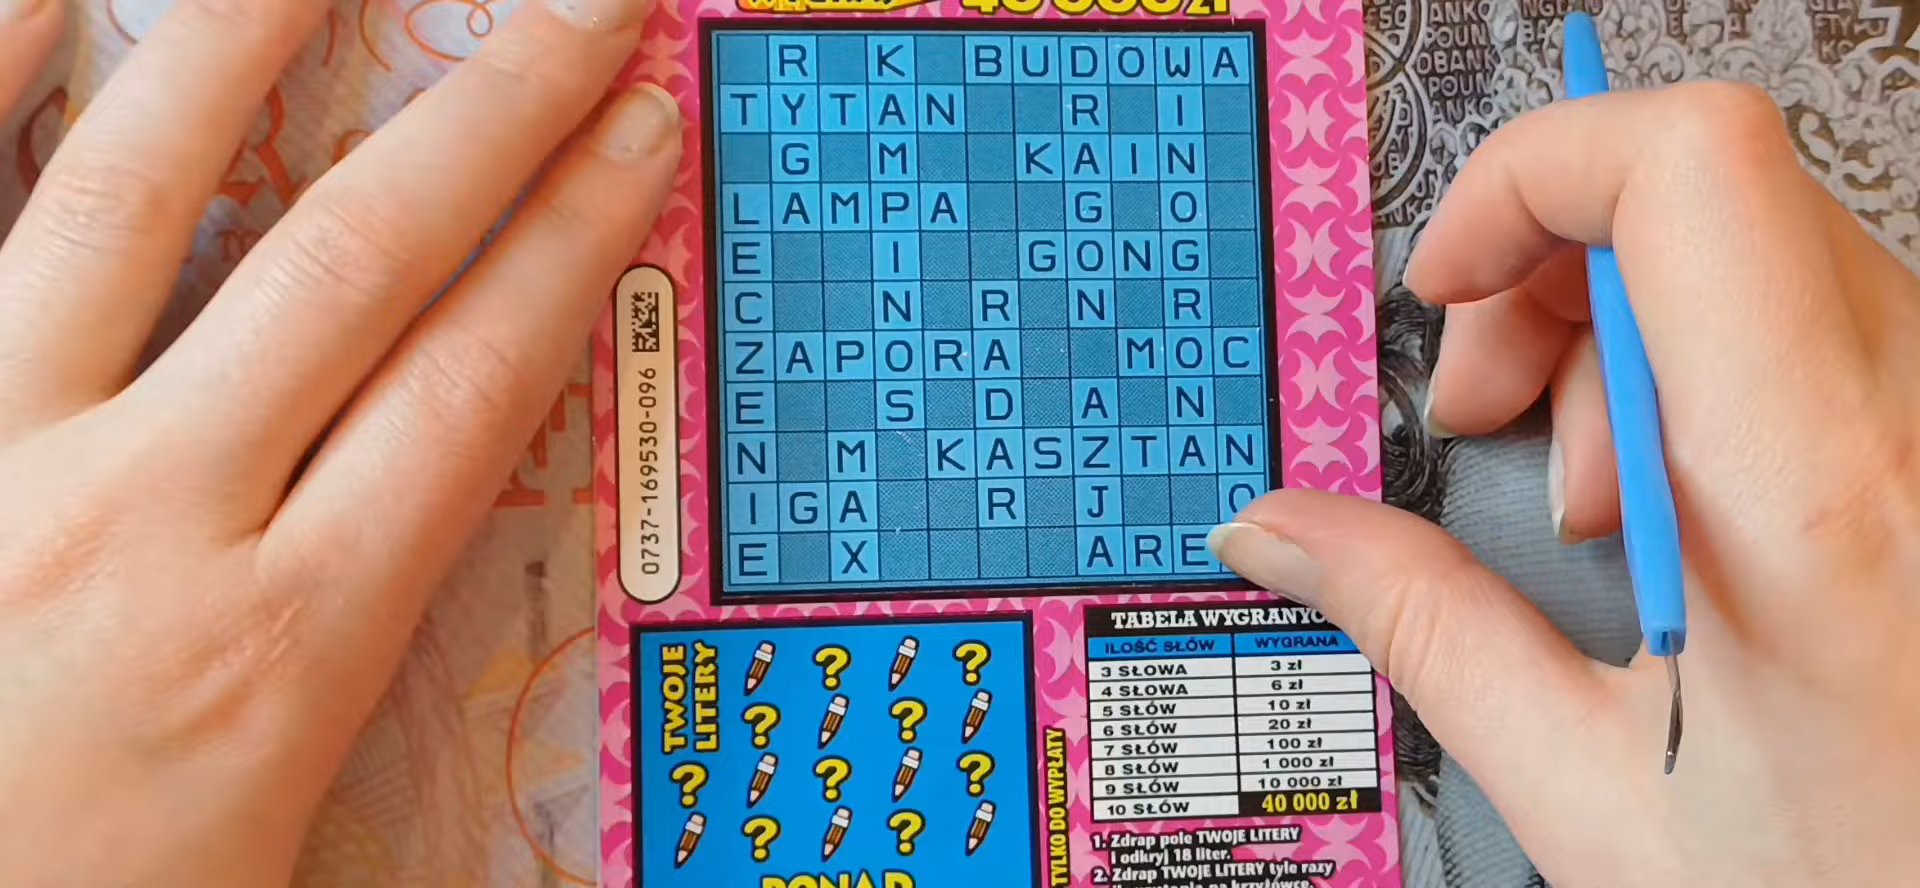 40 000 zł
R K BUDOWA
TYTAN R I
G M KAIN
LAMPA G O
E I GONG
C N R N R
ZAPORA MOC
E S D A N
N M KASZTAN
IGA R J O
E X ARE
0737-169530-096
TWOJE
LITERY
TABELA WYGRANYC
ILOŚĆ SŁÓW WYGRANA
3 SŁOWA 3 zł
4 SŁOWA 6 zł
5 SŁÓW 10 zł
6 SŁÓW 20 zł
7 SŁÓW 100 zł
8 SŁÓW 1 000 zł
9 SŁÓW 10 000 zł
10 SŁÓW 40 000 zł
TYLKO DO WYPŁATY
1. Zdrap pole TWOJE LITERY
i odkryj 18 liter.
2. Zdrap TWOJE LITERY tyle razy
PONAD